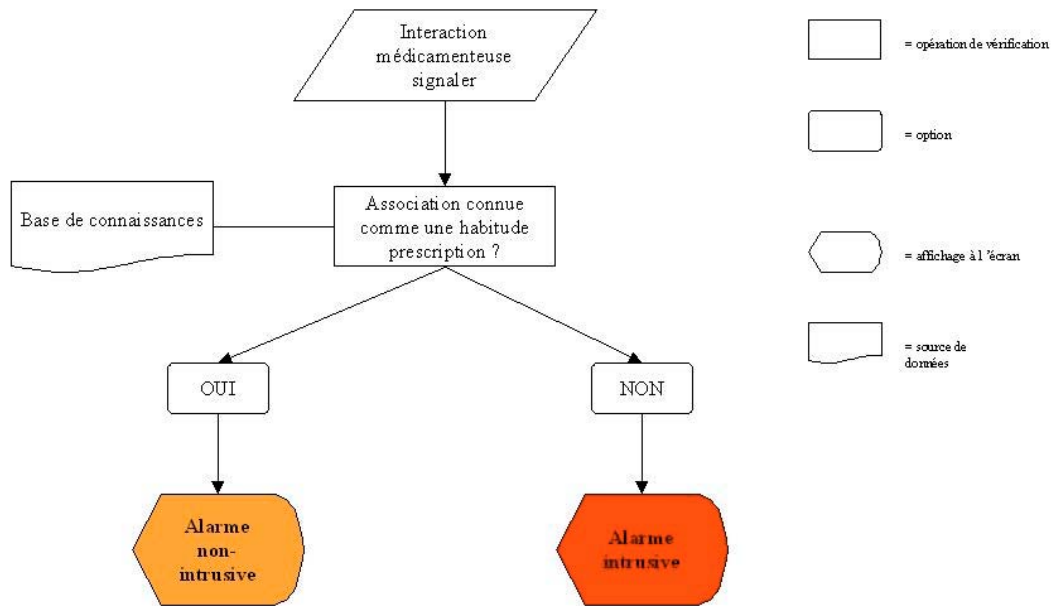 Interaction
médicamenteuse
signaler
Base de connaissances
Association connue
comme une habitude
prescription ?
OUI
NON
Alarme
non-
intrusive
Alarme
intrusive
= opération de vérification
= option
= affichage à l ’écran
= source de
données